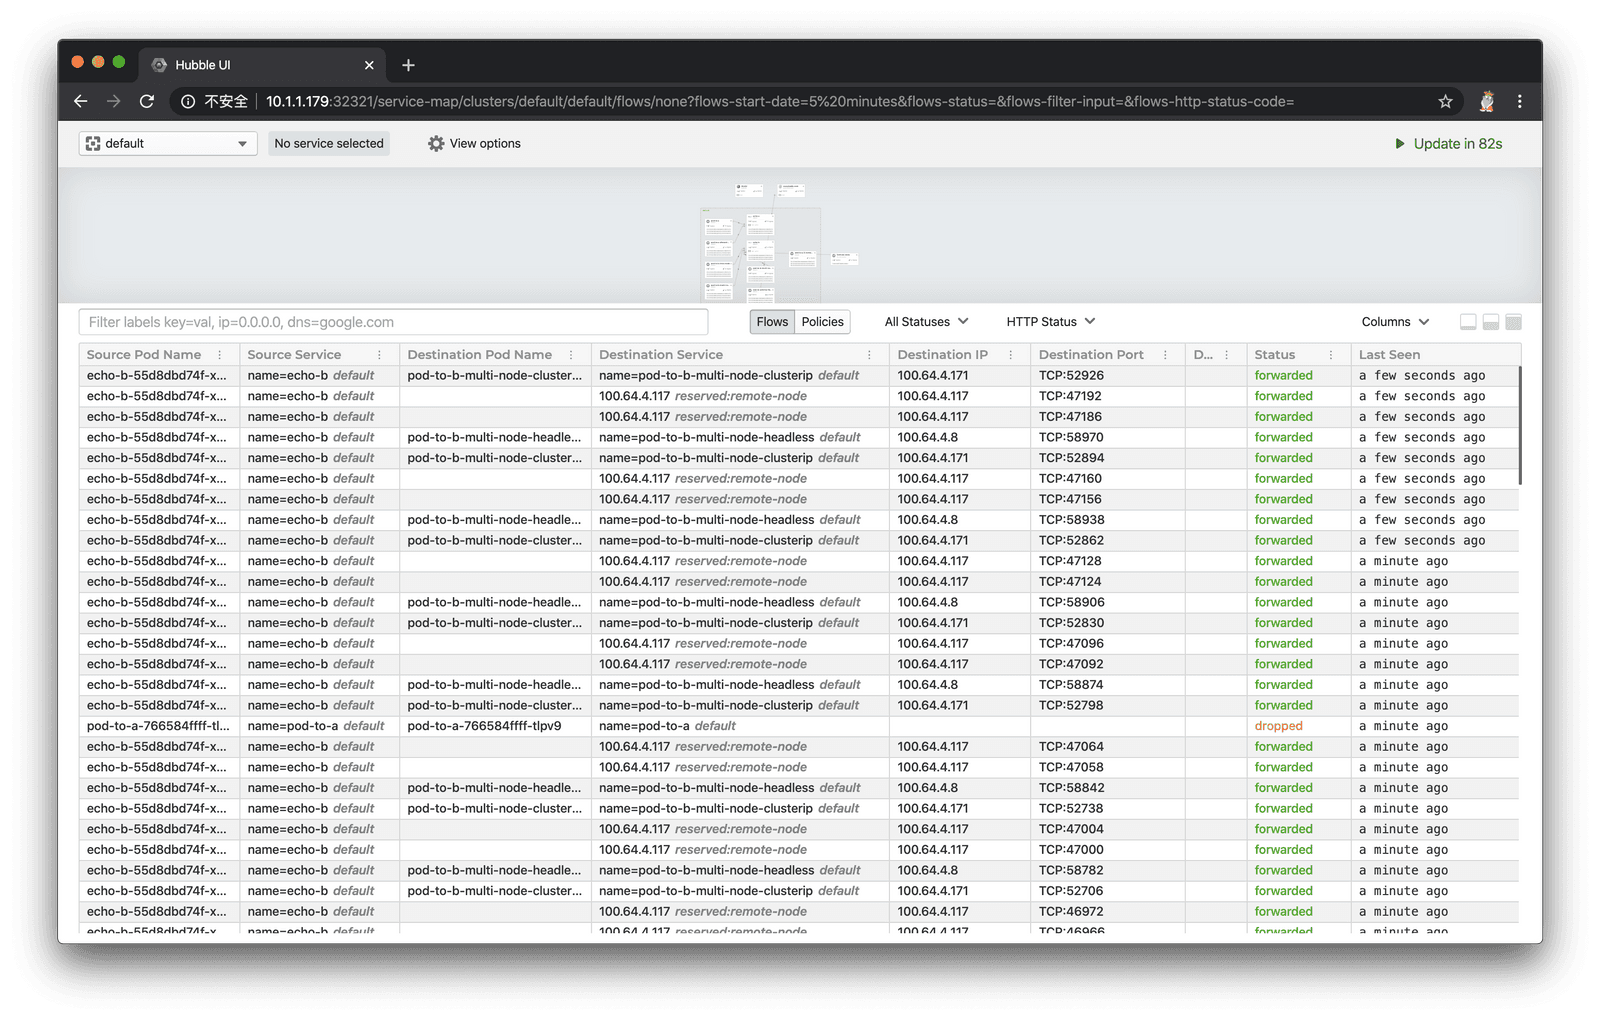 Hubble UI
不安全 10.1.1.179:32321/service-map/clusters/default/default/flows/none?flows-start-date=5%20minutes&flows-status=&flows-filter-input=&flows-http-status-code=
default No service selected View options Update in 82s
Filter labels key=val, ip=0.0.0.0, dns=google.com Flows Policies All Statuses HTTP Status Columns
Source Pod Name Source Service Destination Pod Name Destination Service Destination IP Destination Port D... Status Last Seen
echo-b-55d8dbd74f-x... name=echo-b default pod-to-b-multi-node-cluster... name=pod-to-b-multi-node-clusterip default 100.64.4.171 TCP:52926 forwarded a few seconds ago
echo-b-55d8dbd74f-x... name=echo-b default 100.64.4.117 reserved:remote-node 100.64.4.117 TCP:47192 forwarded a few seconds ago
echo-b-55d8dbd74f-x... name=echo-b default 100.64.4.117 reserved:remote-node 100.64.4.117 TCP:47186 forwarded a few seconds ago
echo-b-55d8dbd74f-x... name=echo-b default pod-to-b-multi-node-headle... name=pod-to-b-multi-node-headless default 100.64.4.8 TCP:58970 forwarded a few seconds ago
echo-b-55d8dbd74f-x... name=echo-b default pod-to-b-multi-node-cluster... name=pod-to-b-multi-node-clusterip default 100.64.4.171 TCP:52894 forwarded a few seconds ago
echo-b-55d8dbd74f-x... name=echo-b default 100.64.4.117 reserved:remote-node 100.64.4.117 TCP:47160 forwarded a few seconds ago
echo-b-55d8dbd74f-x... name=echo-b default 100.64.4.117 reserved:remote-node 100.64.4.117 TCP:47156 forwarded a few seconds ago
echo-b-55d8dbd74f-x... name=echo-b default pod-to-b-multi-node-headle... name=pod-to-b-multi-node-headless default 100.64.4.8 TCP:58938 forwarded a few seconds ago
echo-b-55d8dbd74f-x... name=echo-b default pod-to-b-multi-node-cluster... name=pod-to-b-multi-node-clusterip default 100.64.4.171 TCP:52862 forwarded a few seconds ago
echo-b-55d8dbd74f-x... name=echo-b default 100.64.4.117 reserved:remote-node 100.64.4.117 TCP:47128 forwarded a minute ago
echo-b-55d8dbd74f-x... name=echo-b default 100.64.4.117 reserved:remote-node 100.64.4.117 TCP:47124 forwarded a minute ago
echo-b-55d8dbd74f-x... name=echo-b default pod-to-b-multi-node-headle... name=pod-to-b-multi-node-headless default 100.64.4.8 TCP:58906 forwarded a minute ago
echo-b-55d8dbd74f-x... name=echo-b default pod-to-b-multi-node-cluster... name=pod-to-b-multi-node-clusterip default 100.64.4.171 TCP:52830 forwarded a minute ago
echo-b-55d8dbd74f-x... name=echo-b default 100.64.4.117 reserved:remote-node 100.64.4.117 TCP:47096 forwarded a minute ago
echo-b-55d8dbd74f-x... name=echo-b default 100.64.4.117 reserved:remote-node 100.64.4.117 TCP:47092 forwarded a minute ago
echo-b-55d8dbd74f-x... name=echo-b default pod-to-b-multi-node-headle... name=pod-to-b-multi-node-headless default 100.64.4.8 TCP:58874 forwarded a minute ago
echo-b-55d8dbd74f-x... name=echo-b default pod-to-b-multi-node-cluster... name=pod-to-b-multi-node-clusterip default 100.64.4.171 TCP:52798 forwarded a minute ago
pod-to-a-766584ffff-tl... name=pod-to-a default pod-to-a-766584ffff-tlpv9 name=pod-to-a default dropped a minute ago
echo-b-55d8dbd74f-x... name=echo-b default 100.64.4.117 reserved:remote-node 100.64.4.117 TCP:47064 forwarded a minute ago
echo-b-55d8dbd74f-x... name=echo-b default 100.64.4.117 reserved:remote-node 100.64.4.117 TCP:47058 forwarded a minute ago
echo-b-55d8dbd74f-x... name=echo-b default pod-to-b-multi-node-headle... name=pod-to-b-multi-node-headless default 100.64.4.8 TCP:58842 forwarded a minute ago
echo-b-55d8dbd74f-x... name=echo-b default pod-to-b-multi-node-cluster... name=pod-to-b-multi-node-clusterip default 100.64.4.171 TCP:52738 forwarded a minute ago
echo-b-55d8dbd74f-x... name=echo-b default 100.64.4.117 reserved:remote-node 100.64.4.117 TCP:47004 forwarded a minute ago
echo-b-55d8dbd74f-x... name=echo-b default 100.64.4.117 reserved:remote-node 100.64.4.117 TCP:47000 forwarded a minute ago
echo-b-55d8dbd74f-x... name=echo-b default pod-to-b-multi-node-headle... name=pod-to-b-multi-node-headless default 100.64.4.8 TCP:58782 forwarded a minute ago
echo-b-55d8dbd74f-x... name=echo-b default pod-to-b-multi-node-cluster... name=pod-to-b-multi-node-clusterip default 100.64.4.171 TCP:52706 forwarded a minute ago
echo-b-55d8dbd74f-x... name=echo-b default 100.64.4.117 reserved:remote-node 100.64.4.117 TCP:46972 forwarded a minute ago
echo-b-55d8dbd74f-x... name=echo-b default 100.64.4.117 reserved:remote-node 100.64.4.117 TCP:46966 forwarded a minute ago